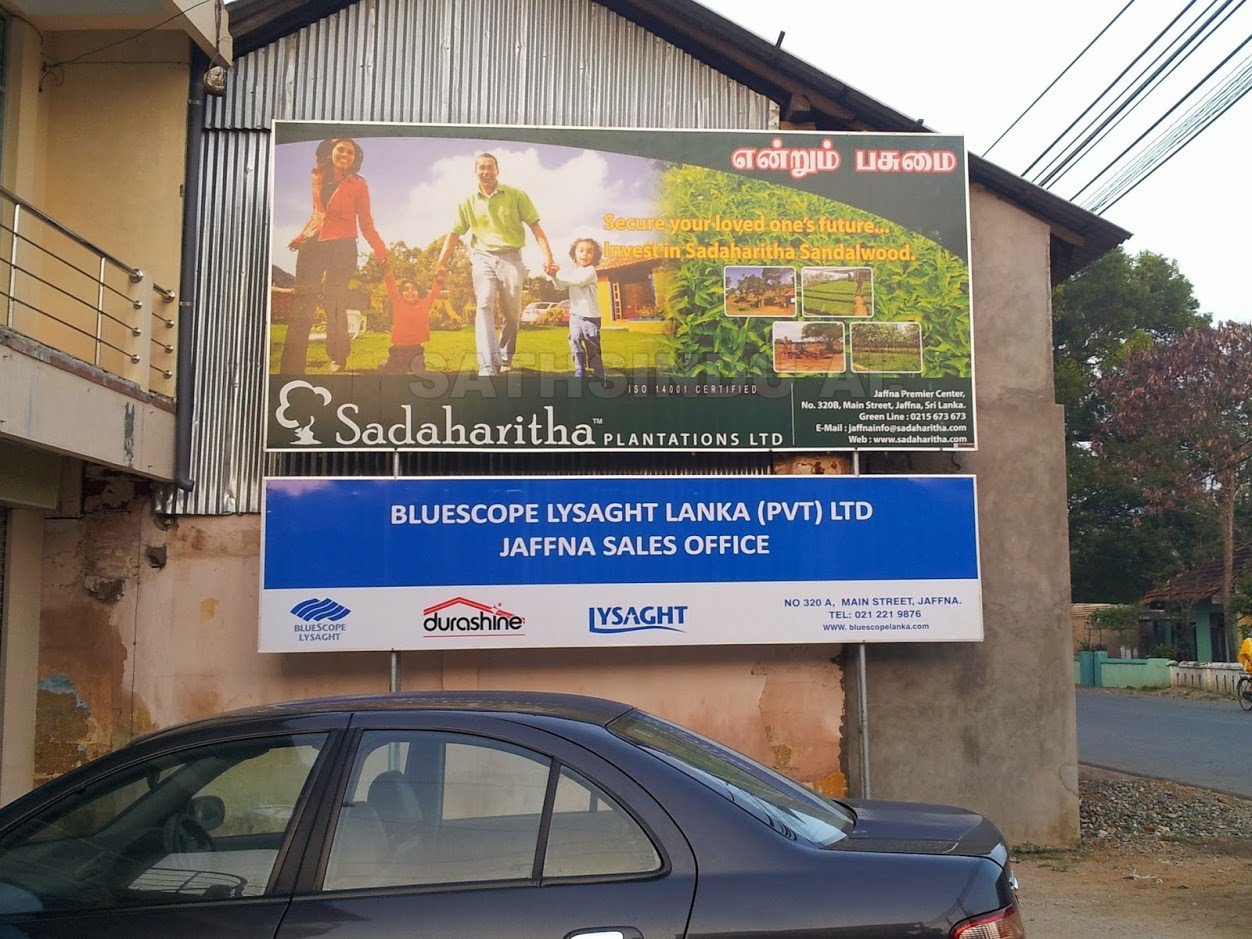 என்றும் பசுமை
Secure your loved one's future...
Invest in Sadaharitha Sandalwood.
ISO 14001 CERTIFIED
Sadaharitha™ PLANTATIONS LTD
Jaffna Premier Center,
No. 320B, Main Street, Jaffna, Sri Lanka.
Green Line : 0215 673 673
E-Mail : jaffnainfo@sadaharitha.com
Web : www.sadaharitha.com
BLUESCOPE LYSAGHT LANKA (PVT) LTD
JAFFNA SALES OFFICE
BLUESCOPE
LYSAGHT
durashine
LYSAGHT
NO 320 A, MAIN STREET, JAFFNA.
TEL: 021 221 9876
WWW. bluescopelanka.com